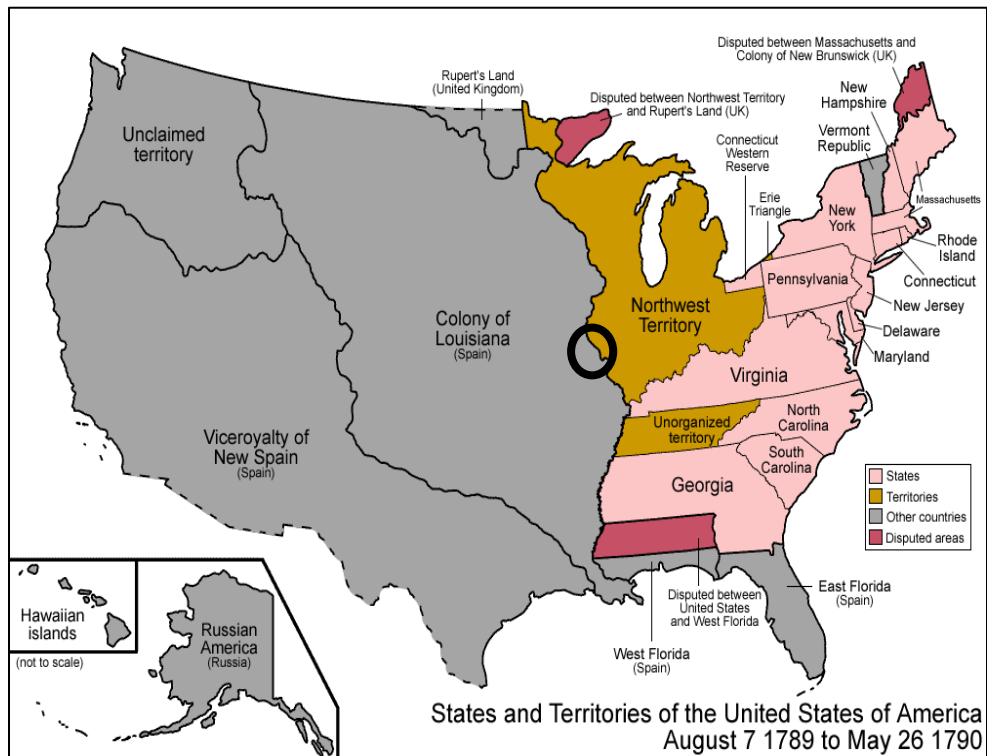 Disputed between Massachusetts and
Colony of New Brunswick (UK)
Rupert's Land
(United Kingdom)
New
Hampshire
Disputed between Northwest Territory
and Rupert's Land (UK)
Unclaimed
territory
Vermont
Republic
Connecticut
Western
Reserve
Erie
Triangle
Massachusetts
New
York
Rhode
Island
Connecticut
Pennsylvania
New Jersey
Northwest
Territory
Colony of
Louisiana
(Spain)
Delaware
Maryland
Virginia
North
Carolina
Unorganized
territory
Viceroyalty of
New Spain
(Spain)
South
Carolina
Georgia
States
Territories
Other countries
Disputed areas
East Florida
(Spain)
Disputed between
United States
and West Florida
West Florida
(Spain)
Hawaiian
islands
(not to scale)
Russian
America
(Russia)
States and Territories of the United States of America
August 7 1789 to May 26 1790